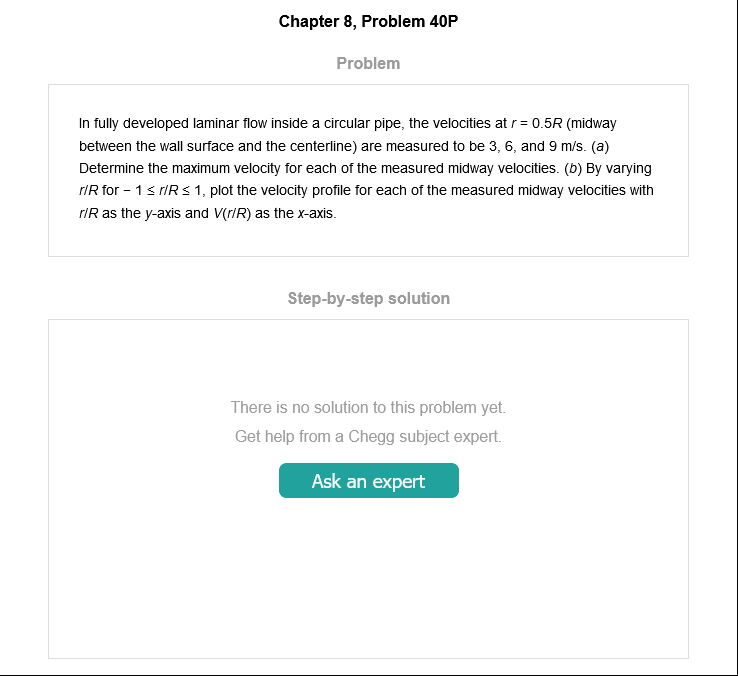 Chapter 8, Problem 40P
Problem
In fully developed laminar flow inside a circular pipe, the velocities at r = 0.5R (midway
between the wall surface and the centerline) are measured to be 3, 6, and 9 m/s. (a)
Determine the maximum velocity for each of the measured midway velocities. (b) By varying
r/R for − 1 ≤ r/R ≤ 1, plot the velocity profile for each of the measured midway velocities with
r/R as the y-axis and V(r/R) as the x-axis.
Step-by-step solution
There is no solution to this problem yet.
Get help from a Chegg subject expert.
Ask an expert